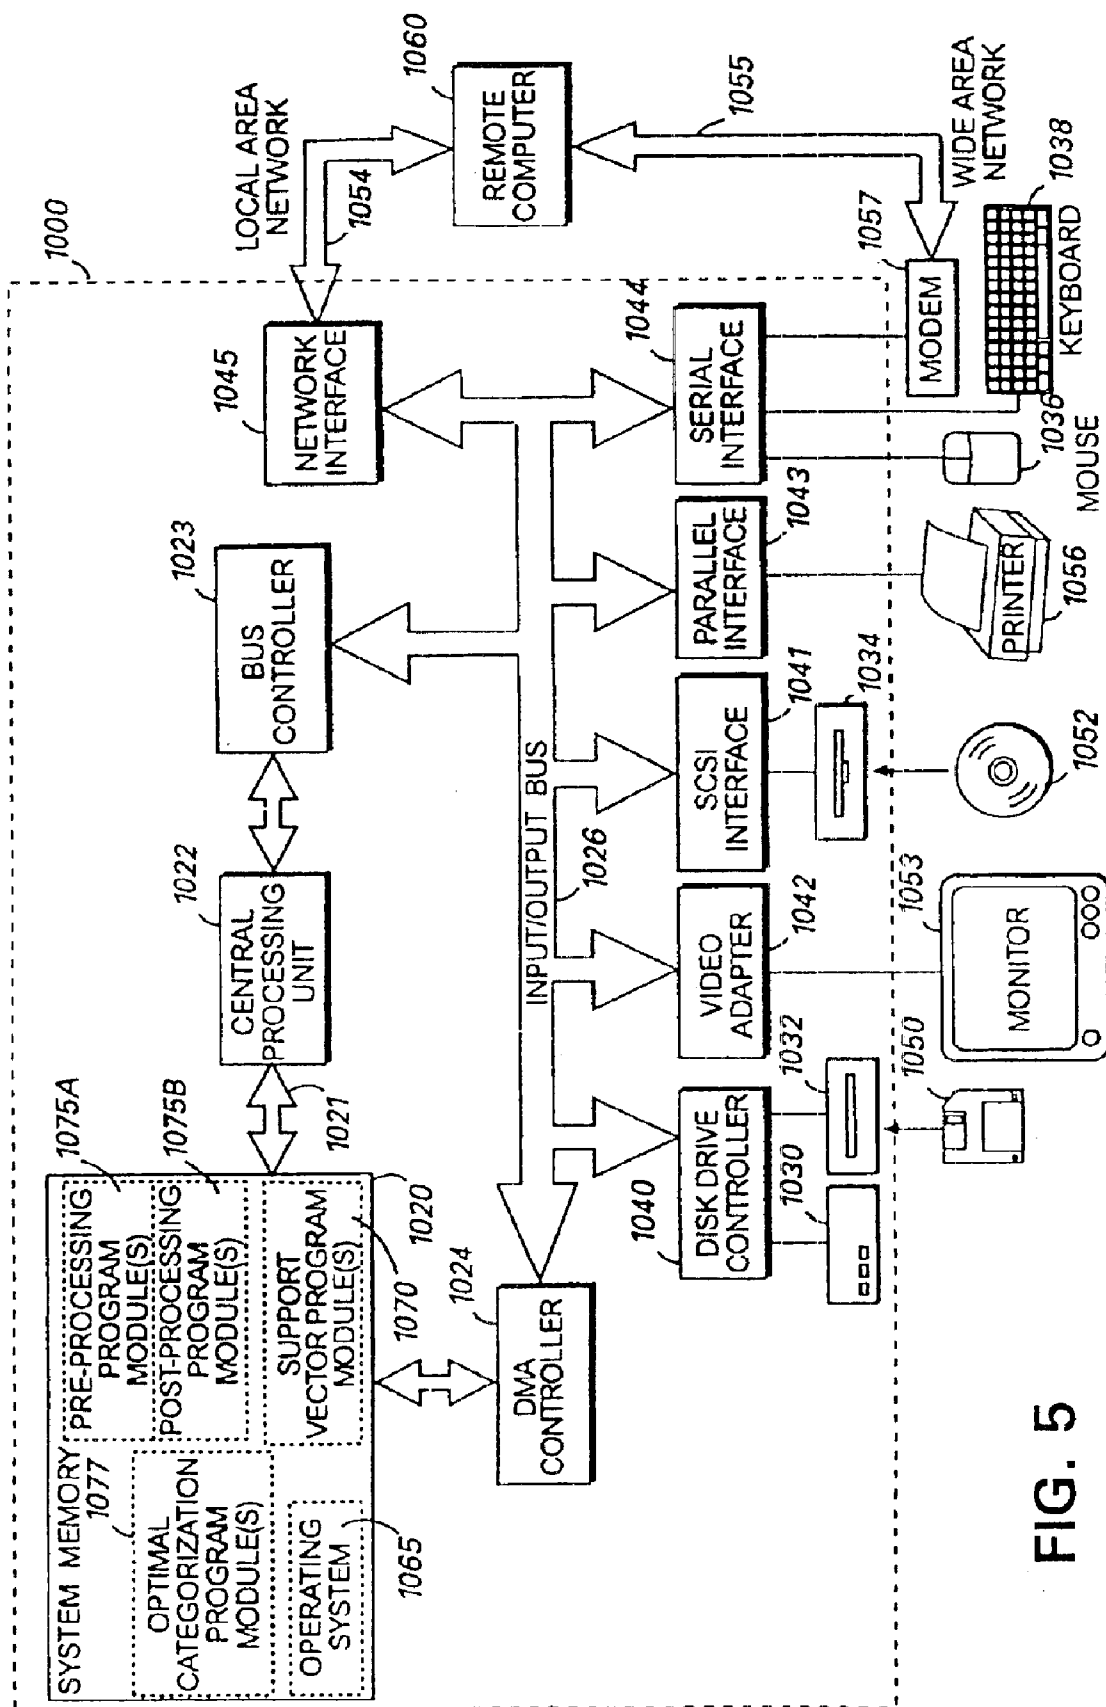 SYSTEM MEMORY
1077
OPTIMAL
CATEGORIZATION
PROGRAM
MODULE(S)
OPERATING
SYSTEM
1065
PRE-PROCESSING
PROGRAM
MODULE(S)
POST-PROCESSING
PROGRAM
MODULE(S)
SUPPORT
VECTOR PROGRAM
MODULE(S)
1075A
1075B
1070
1020
1021
CENTRAL
PROCESSING
UNIT
1022
BUS
CONTROLLER
1023
NETWORK
INTERFACE
1045
1000
LOCAL AREA
NETWORK
1054
REMOTE
COMPUTER
1060
1055
WIDE AREA
NETWORK
DMA
CONTROLLER
1024
INPUT/OUTPUT BUS
1026
DISK DRIVE
CONTROLLER
1040
VIDEO
ADAPTER
1042
SCSI
INTERFACE
1041
PARALLEL
INTERFACE
1043
SERIAL
INTERFACE
1044
1030
1032
1034
MODEM
1057
1050
MONITOR
1053
1052
PRINTER
1056
MOUSE
1036
KEYBOARD
1038
FIG. 5